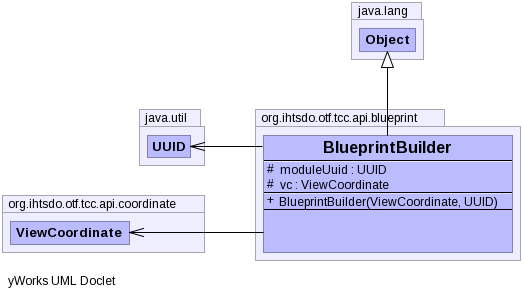 java.lang
Object
java.util
UUID
org.ihtsdo.otf.tcc.api.blueprint
BlueprintBuilder
# moduleUuid : UUID
# vc : ViewCoordinate
+ BlueprintBuilder(ViewCoordinate, UUID)
org.ihtsdo.otf.tcc.api.coordinate
ViewCoordinate
yWorks UML Doclet